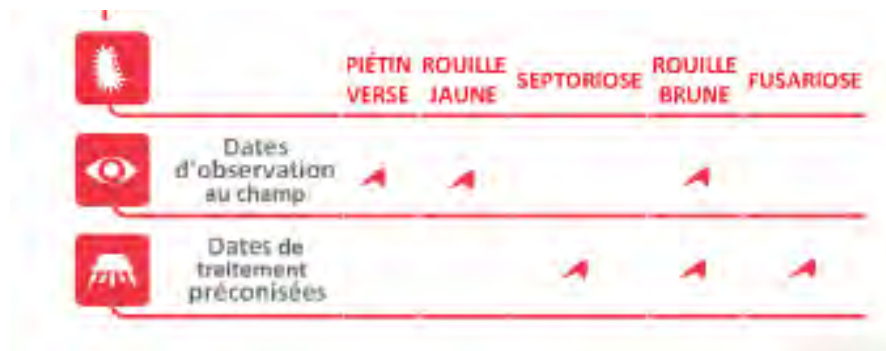 PIÉTIN ROUILLE SEPTORIOSE ROUILLE FUSARIOSE
VERSE JAUNE BRUNE
Dates
d'observation
au champ
Dates de
traitement
préconisées